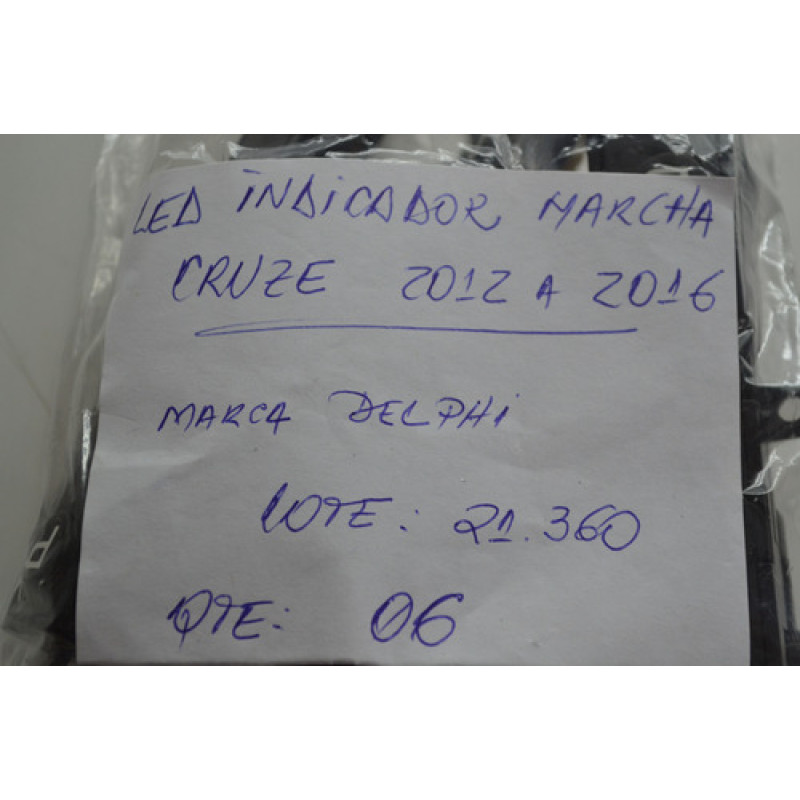 LED INDICADOR MARCHA
CRUZE 2012 A 2016
MARCA DELPHI
LOTE: 21.360
QTE: 06
P